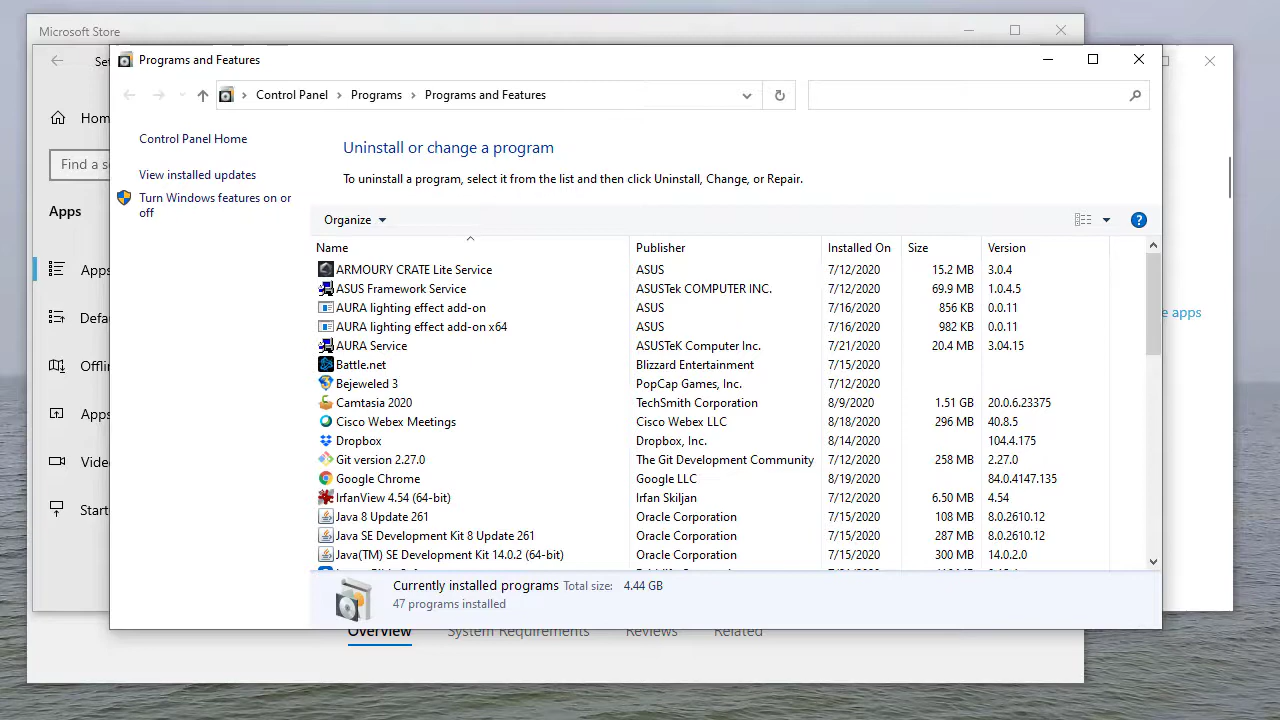 Microsoft Store
Programs and Features
Control Panel Programs Programs and Features
Control Panel Home
View installed updates
Turn Windows features on or
off
Apps
Uninstall or change a program
To uninstall a program, select it from the list and then click Uninstall, Change, or Repair.
Organize
Name Publisher Installed On Size Version
ARMOURY CRATE Lite Service ASUS 7/12/2020 15.2 MB 3.0.4
ASUS Framework Service ASUSTek COMPUTER INC. 7/12/2020 69.9 MB 1.0.4.5
AURA lighting effect add-on ASUS 7/16/2020 856 KB 0.0.11
AURA lighting effect add-on x64 ASUS 7/16/2020 982 KB 0.0.11
AURA Service ASUSTeK Computer Inc. 7/21/2020 20.4 MB 3.04.15
Battle.net Blizzard Entertainment 7/15/2020
Bejeweled 3 PopCap Games, Inc. 7/12/2020
Camtasia 2020 TechSmith Corporation 8/9/2020 1.51 GB 20.0.6.23375
Cisco Webex Meetings Cisco Webex LLC 8/18/2020 296 MB 40.8.5
Dropbox Dropbox, Inc. 8/14/2020 104.4.175
Git version 2.27.0 The Git Development Community 7/12/2020 258 MB 2.27.0
Google Chrome Google LLC 8/19/2020 84.0.4147.135
IrfanView 4.54 (64-bit) Irfan Skiljan 7/12/2020 6.50 MB 4.54
Java 8 Update 261 Oracle Corporation 7/15/2020 108 MB 8.0.2610.12
Java SE Development Kit 8 Update 261 Oracle Corporation 7/15/2020 287 MB 8.0.2610.12
Java(TM) SE Development Kit 14.0.2 (64-bit) Oracle Corporation 7/15/2020 300 MB 14.0.2.0
Currently installed programs Total size: 4.44 GB
47 programs installed
Find a s
Apps
Apps
Start
e apps
Overview System Requirements Reviews Related